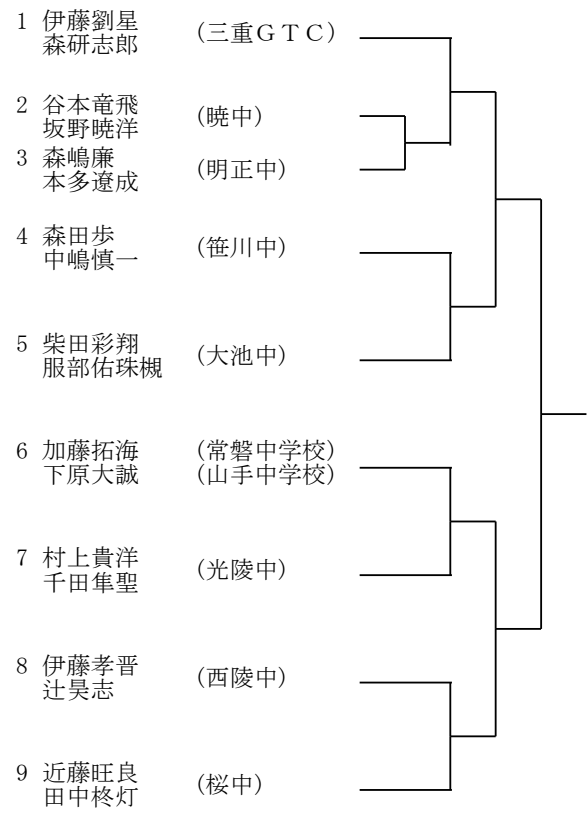 1 伊藤劉星 (三重ＧＴＣ)
森研志郎
2 谷本竜飛 (暁中)
坂野暁洋
3 森嶋廉 (明正中)
本多遼成
4 森田歩 (笹川中)
中嶋慎一
5 柴田彩翔 (大池中)
服部佑珠槻
6 加藤拓海 (常磐中学校)
下原大誠 (山手中学校)
7 村上貴洋 (光陵中)
千田隼聖
8 伊藤孝晋 (西陵中)
辻昊志
9 近藤旺良 (桜中)
田中柊灯